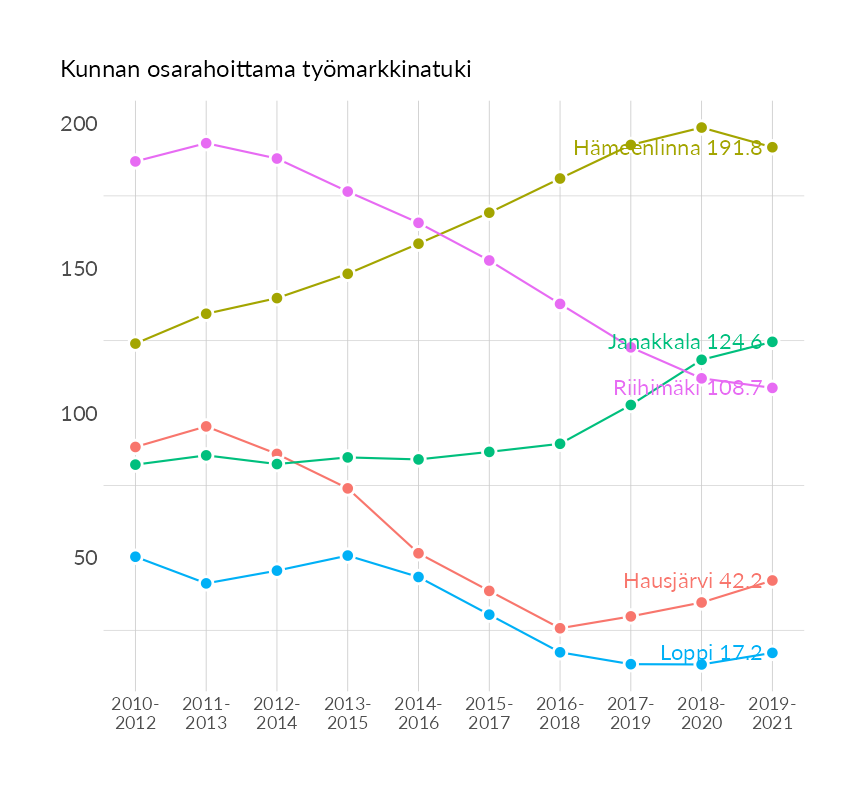 Kunnan osarahoittama työmarkkinatuki
200
150
100
50
Hämeenlinna 191.8
Janakkala 124.6
Riihimäki 108.7
Hausjärvi 42.2
Loppi 17.2
2010- 2011- 2012- 2013- 2014- 2015- 2016- 2017- 2018- 2019-
2012 2013 2014 2015 2016 2017 2018 2019 2020 2021